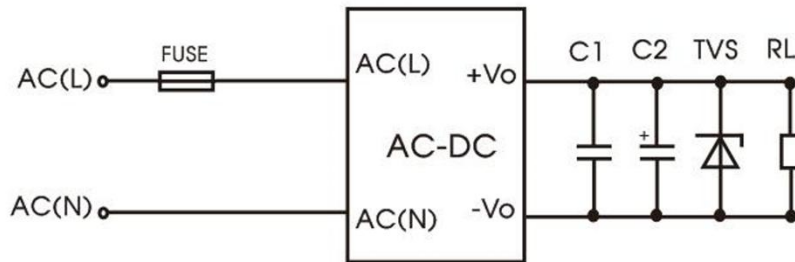 FUSE
AC(L)
AC(L)
+Vo
C1
C2
TVS
RL
AC-DC
+
AC(N)
AC(N)
-Vo